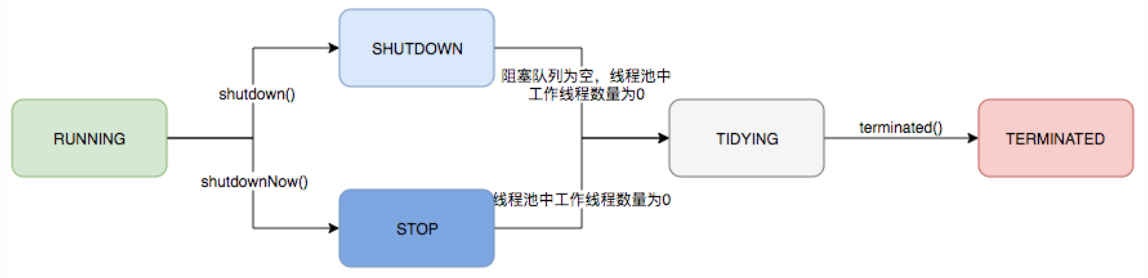 SHUTDOWN
阻塞队列为空，线程池中
工作线程数量为0
shutdown()
RUNNING
TIDYING
terminated()
TERMINATED
shutdownNow()
线程池中工作线程数量为0
STOP